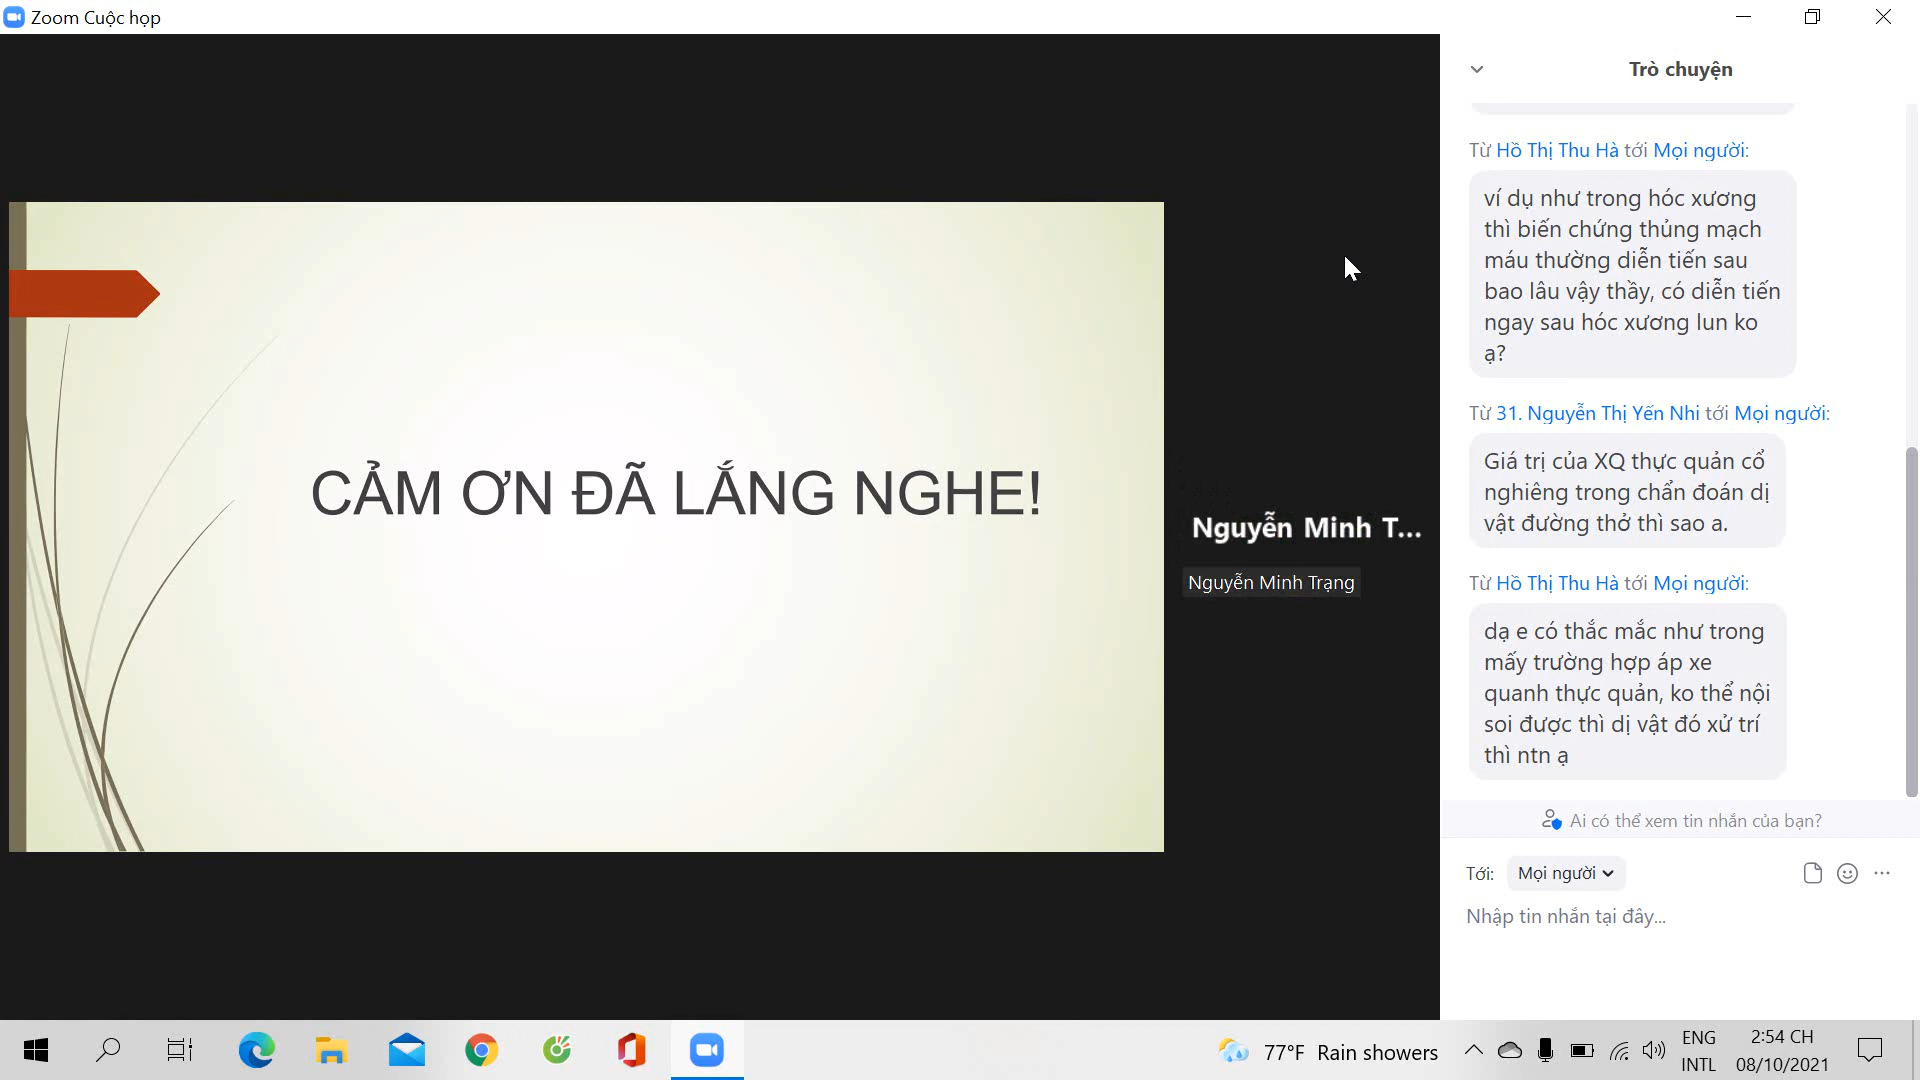 Zoom Cuộc họp
CẢM ƠN ĐÃ LẮNG NGHE!
Nguyễn Minh T...
Nguyễn Minh Trạng
Trò chuyện
Từ Hồ Thị Thu Hà tới Mọi người:
ví dụ như trong hóc xương
thì biến chứng thủng mạch
máu thường diễn tiến sau
bao lâu vậy thầy, có diễn tiến
ngay sau hóc xương lun ko
ạ?
Từ 31. Nguyễn Thị Yến Nhi tới Mọi người:
Giá trị của XQ thực quản cổ
nghiêng trong chẩn đoán dị
vật đường thở thì sao a.
Từ Hồ Thị Thu Hà tới Mọi người:
dạ e có thắc mắc như trong
mấy trường hợp áp xe
quanh thực quản, ko thể nội
soi được thì dị vật đó xử trí
thì ntn ạ
Ai có thể xem tin nhắn của bạn?
Tới: Mọi người
Nhập tin nhắn tại đây...
77°F Rain showers
ENG
INTL
2:54 CH
08/10/2021